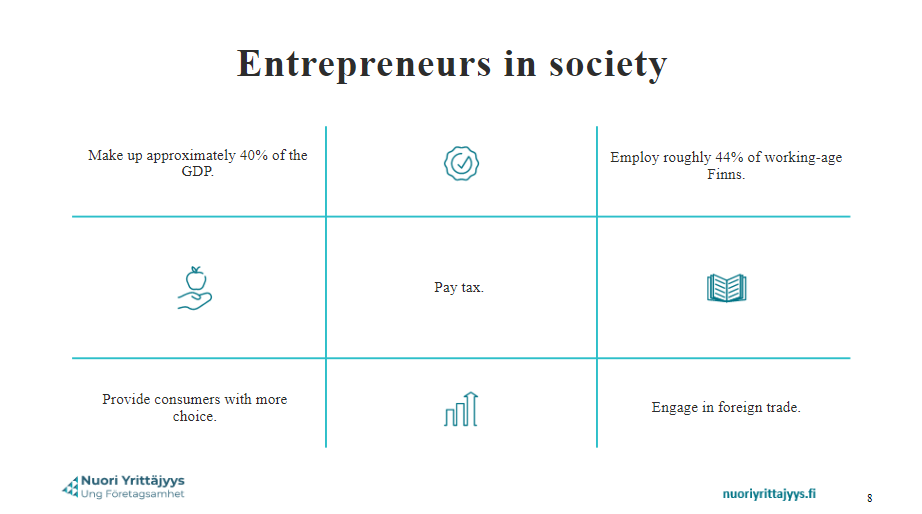 Entrepreneurs in society
Make up approximately 40% of the
GDP.
Employ roughly 44% of working-age
Finns.
Pay tax.
Provide consumers with more
choice.
Engage in foreign trade.
Nuori Yrittäjyys
Ung Företagsamhet
nuoriyrittajyys.fi
8